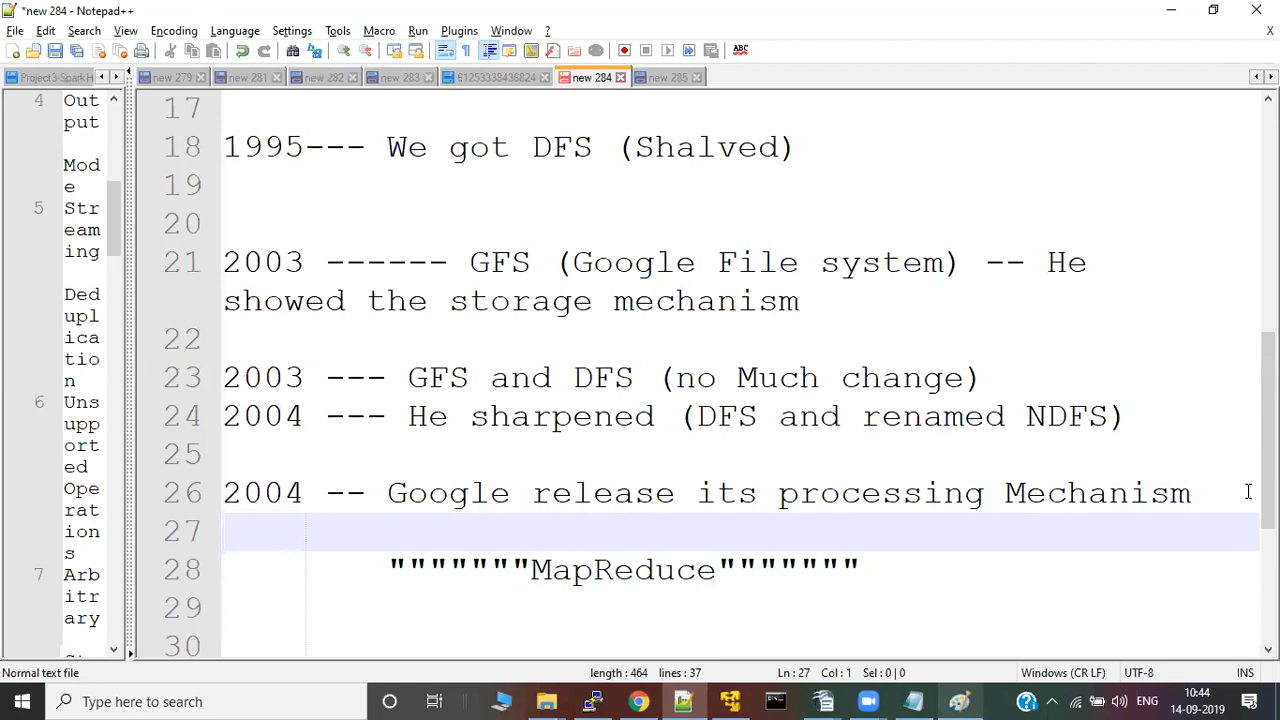 *new 284 - Notepad++
File Edit Search View Encoding Language Settings Tools Macro Run Plugins Window ? X
Project3-SparkH new 279 new 281 new 282 new 283 61253338436824 new 284 new 285
4 Out
put
Mod
e
5 Str
eam
ing
Ded
upl
ica
tio
n
6 Uns
upp
ort
ed
Ope
rat
ion
s
7 Arb
itr
ary
17
18 1995--- We got DFS (Shalved)
19
20
21 2003 ------ GFS (Google File system) -- He
showed the storage mechanism
22
23 2003 --- GFS and DFS (no Much change)
24 2004 --- He sharpened (DFS and renamed NDFS)
25
26 2004 -- Google release its processing Mechanism
27
28 """""""MapReduce"""""""
29
30
Normal text file length : 464 lines : 37 Ln : 27 Col : 1 Sel : 0 | 0 Windows (CR LF) UTF-8 INS
Type here to search ENG 10:44
14-09-2019